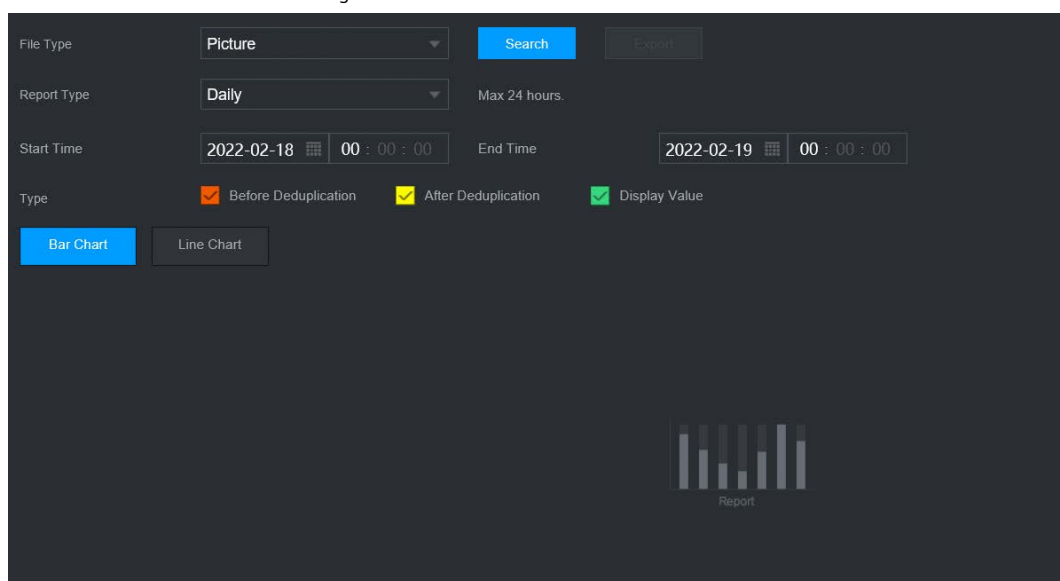 File Type Picture Search Export
Report Type Daily Max 24 hours.
Start Time 2022-02-18 00 : 00 : 00 End Time 2022-02-19 00 : 00 : 00
Type Before Deduplication After Deduplication Display Value
Bar Chart Line Chart
Report